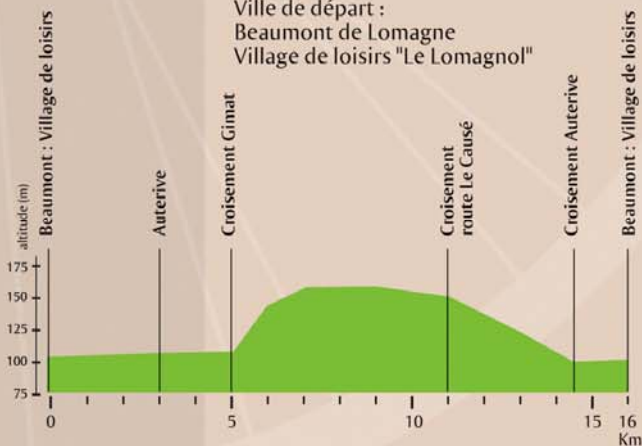 Ville de départ :
Beaumont de Lomagne
Village de loisirs "Le Lomagnol"
Beaumont : Village de loisirs
Auterive
Croisement Gimat
Croisement
route Le Causé
Croisement Auterive
Beaumont : Village de loisirs
altitude (m)
175
150
125
100
75
0
5
10
15
16
Km